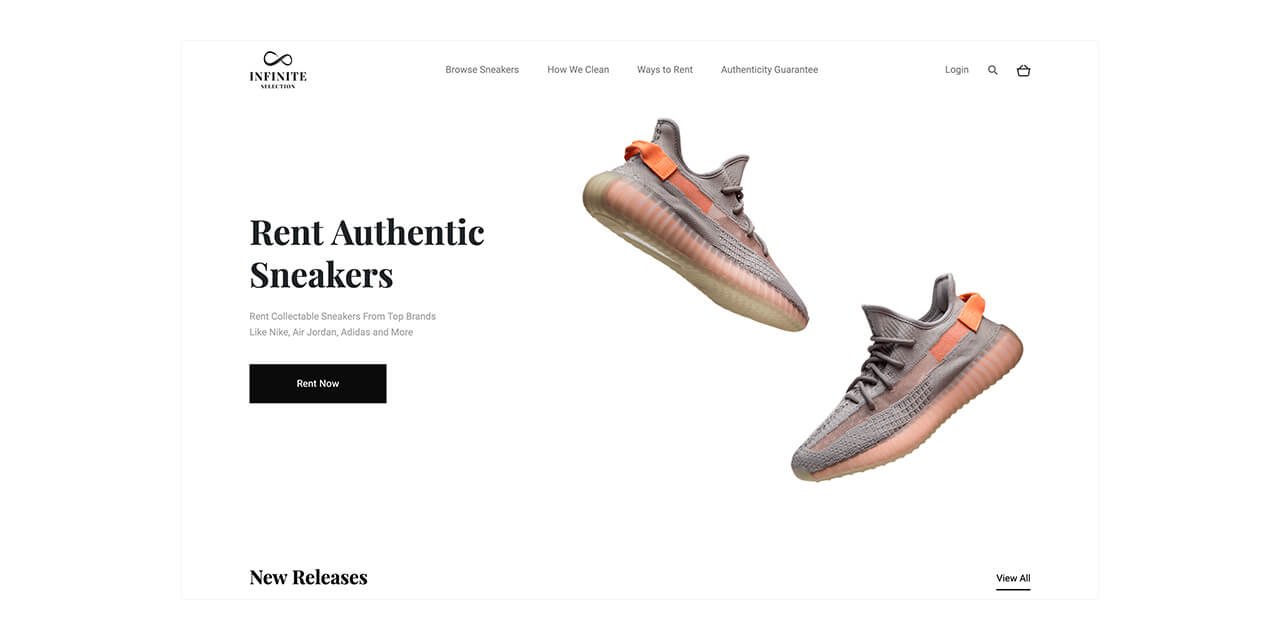 INFINITE
SELECTION
Browse Sneakers
How We Clean
Ways to Rent
Authenticity Guarantee
Login
Rent Authentic
Sneakers
Rent Collectable Sneakers From Top Brands
Like Nike, Air Jordan, Adidas and More
Rent Now
New Releases
View All